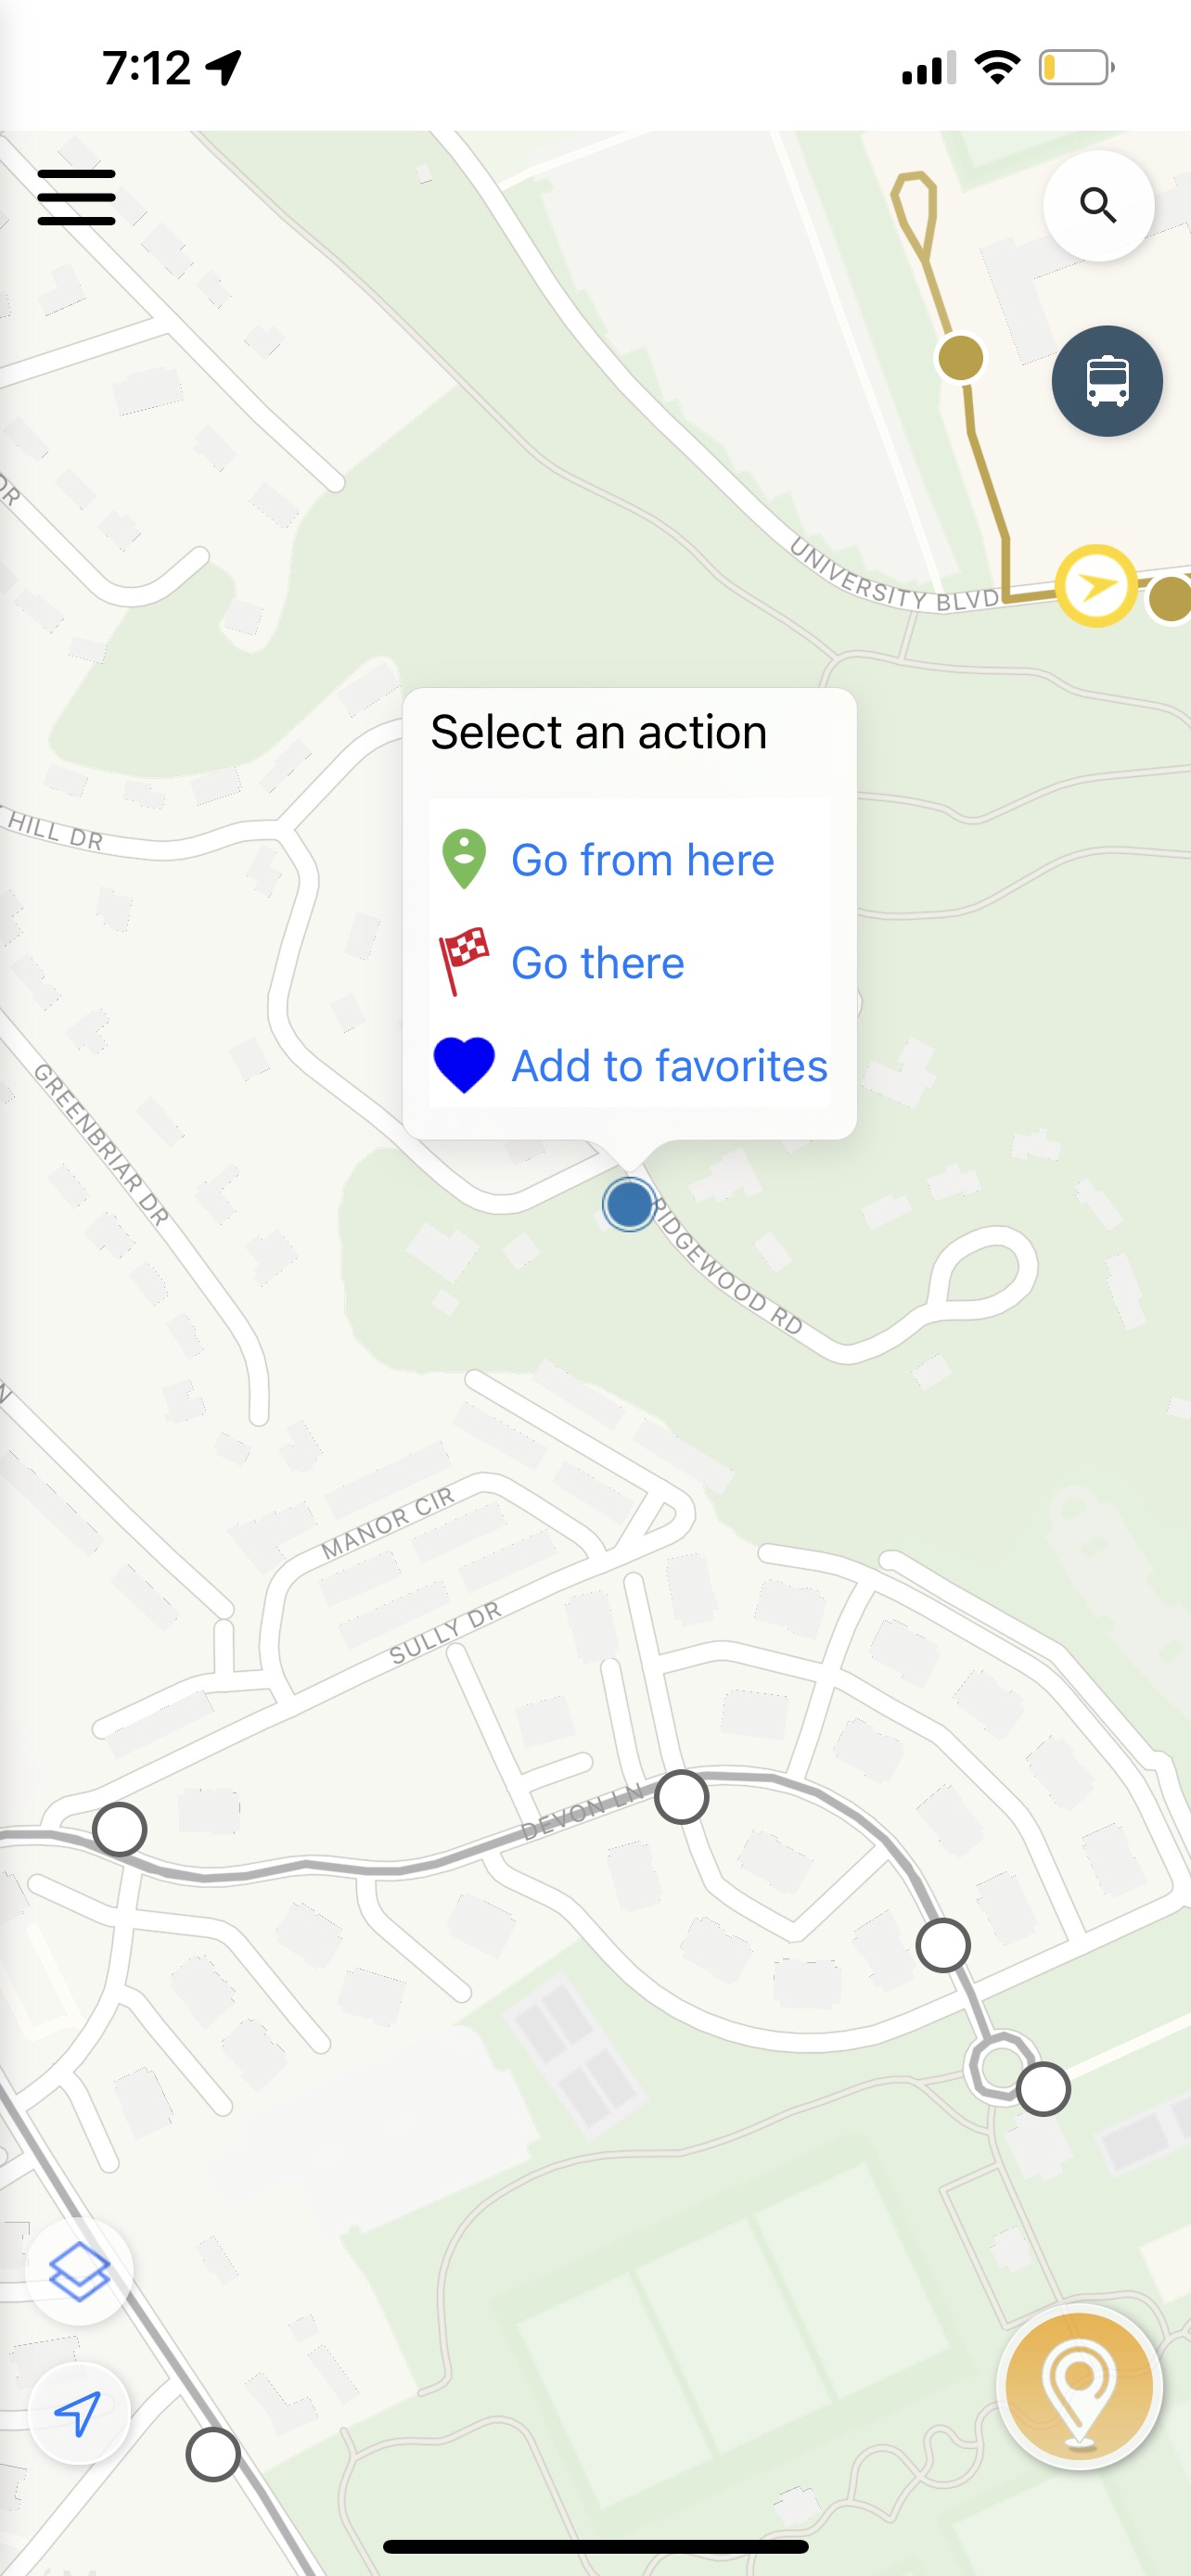 7:12
DR
UNIVERSITY BLVD
Select an action
HILL DR
Go from here
Go there
Add to favorites
GREENBRIAR DR
RIDGEWOOD RD
N
MANOR CIR
SULLY DR
DEVON LN